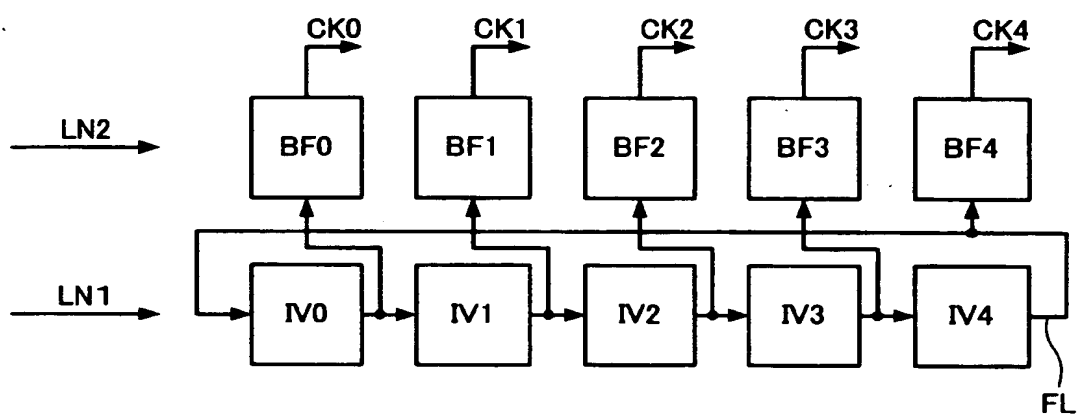 CK0 CK1 CK2 CK3 CK4
LN2 BF0 BF1 BF2 BF3 BF4
LN1 IV0 IV1 IV2 IV3 IV4
FL